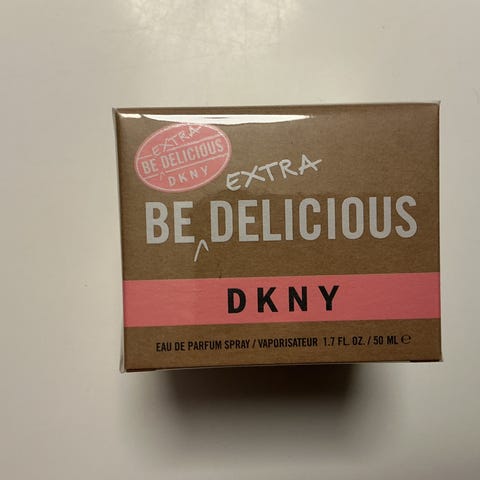 EXTRA
BE DELICIOUS
DKNY
EXTRA
BE DELICIOUS
DKNY
EAU DE PARFUM SPRAY / VAPORISATEUR 1.7 FL. OZ. / 50 ML ℮